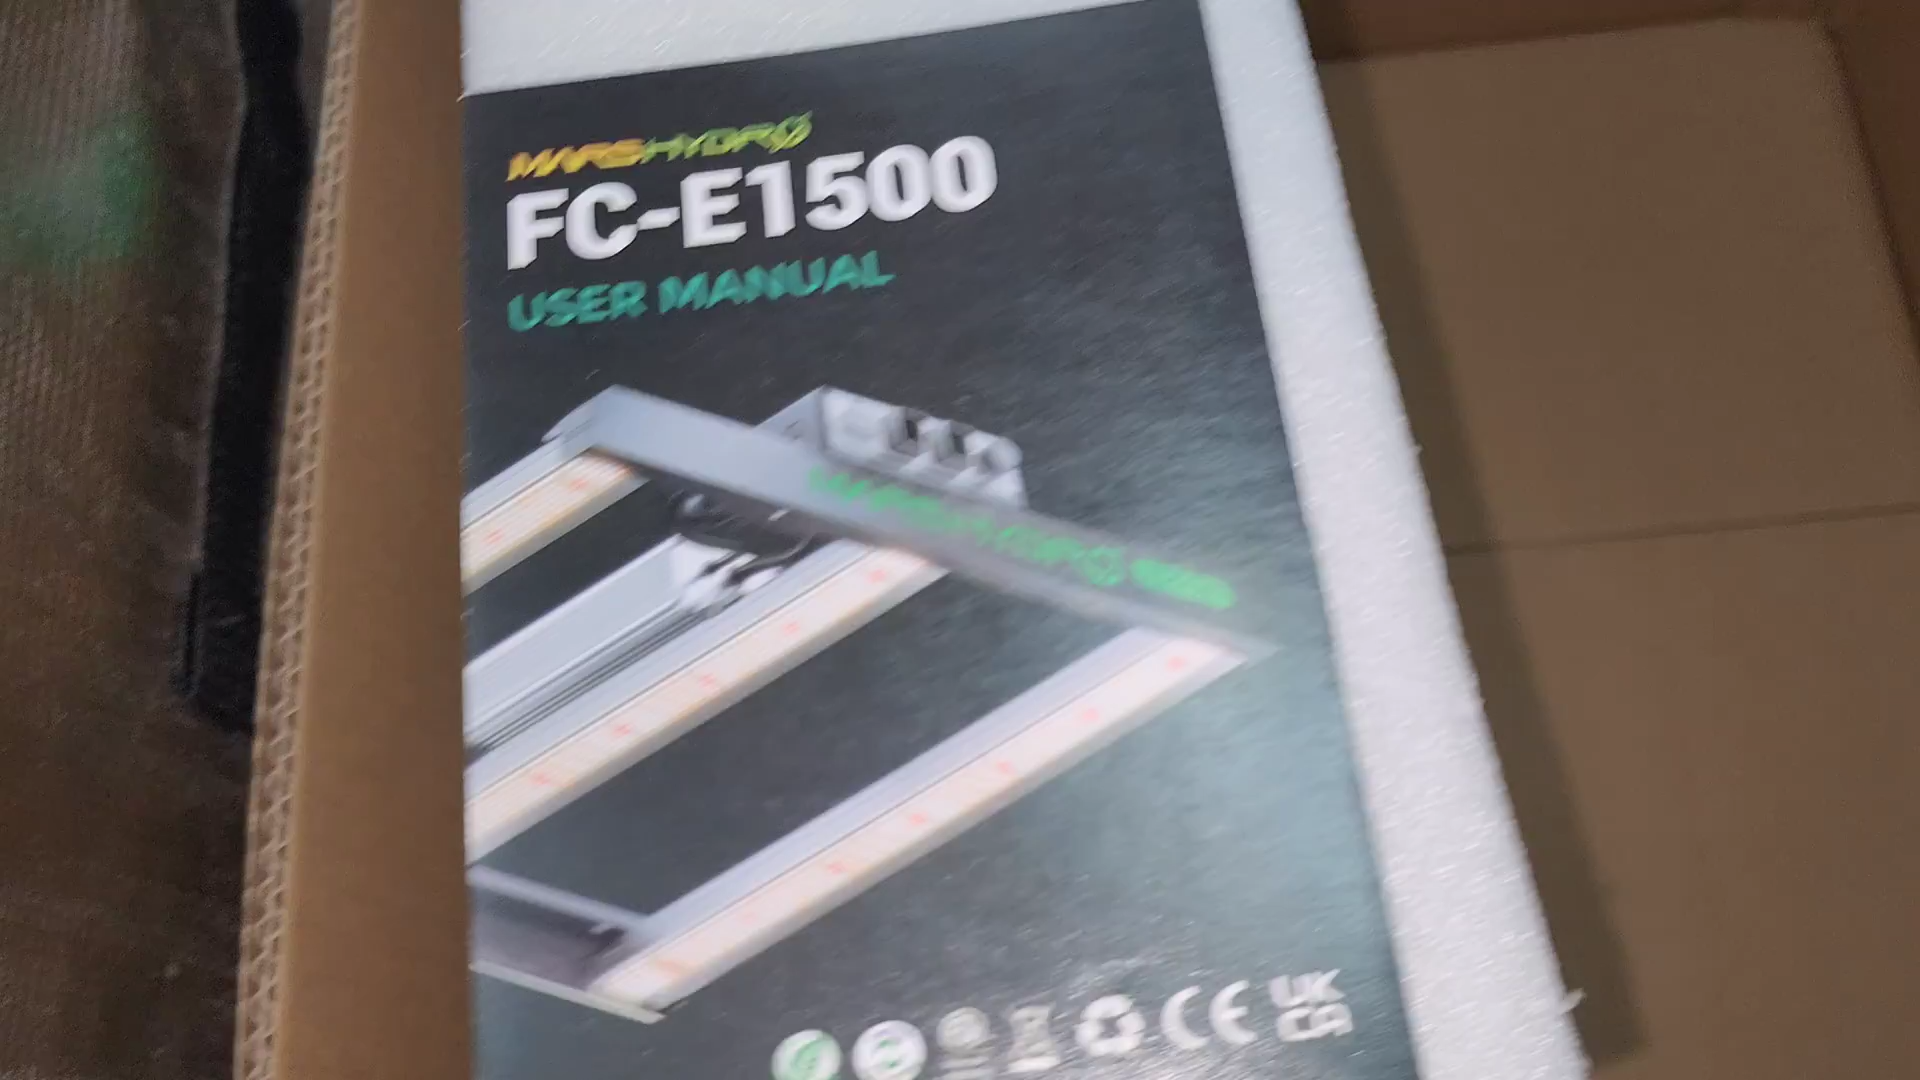 MARSHYDRO
FC-E1500
USER MANUAL
MARSHYDRO
CE
UK
CA